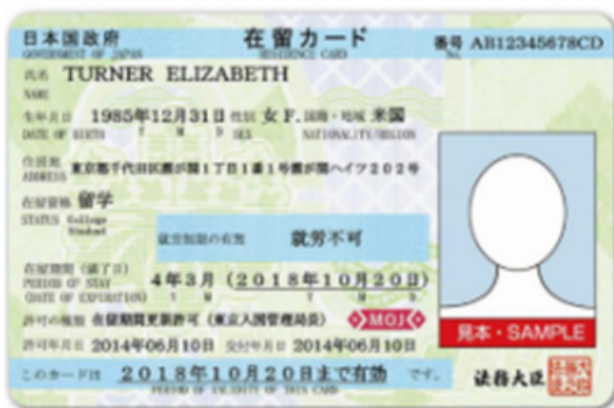 日本国政府 在留カード 番号 AB12345678CD
GOVERNMENT OF JAPAN RESIDENCE CARD No.
氏名 TURNER ELIZABETH
NAME
生年月日 1985年12月31日 性別 女 F. 国籍・地域 米国
DATE OF BIRTH Y M D SEX NATIONALITY/REGION
住居地 東京都千代田区霞が関1丁目1番1号霞が関ハイツ202号
ADDRESS
在留資格 留学
STATUS College
Student
就労制限の有無 就労不可
在留期間(満了日) 4年3月(2018年10月20日)
PERIOD OF STAY
(DATE OF EXPIRATION) Y M Y M D
許可の種類 在留期間更新許可(東京入国管理局長) MOJ
見本・SAMPLE
許可年月日 2014年06月10日 交付年月日 2014年06月10日
このカードは 2018年10月20日まで有効 です。
PERIOD OF VALIDITY OF THIS CARD
法務大臣